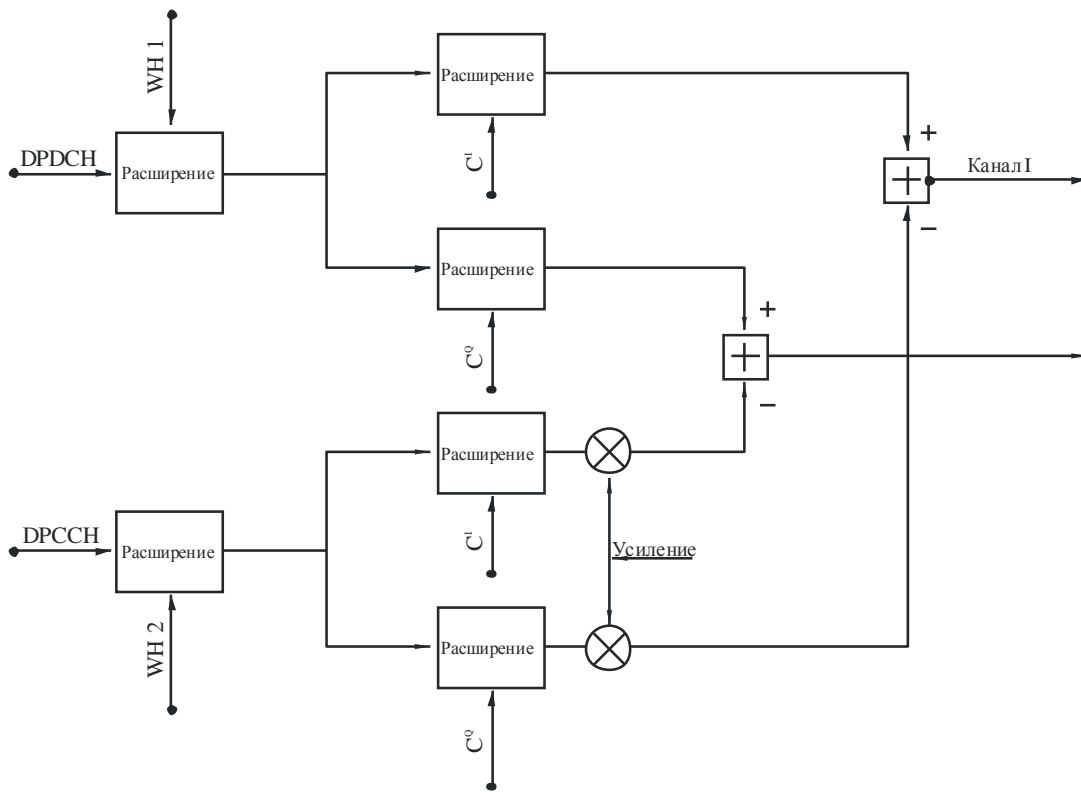 WH 1
Расширение
DPDCH
Расширение
C^I
+
Канал I
−
Расширение
C^Q
+
−
Расширение
DPCCH
Расширение
C^I
Усиление
WH 2
Расширение
C^Q